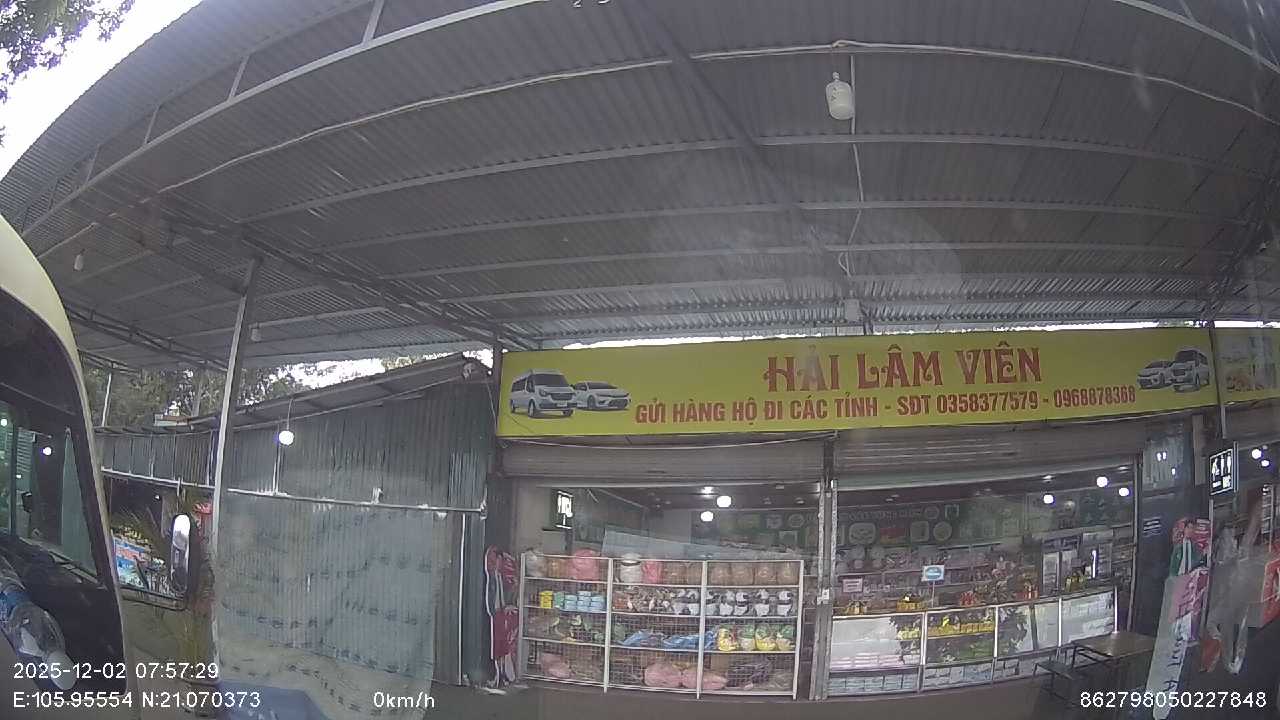 HẢI LÂM VIÊN
GỬI HÀNG HỘ ĐI CÁC TỈNH - SĐT 0358377579 - 0968878368
2025-12-02 07:57:29
E:105.95554 N:21.070373
0km/h
862798050227848